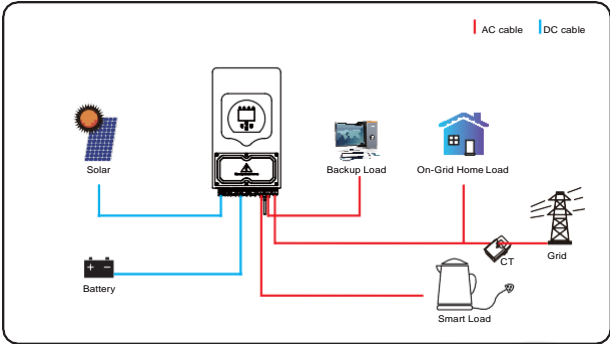 AC cable
DC cable
Solar
Backup Load
On-Grid Home Load
CT
Grid
Battery
Smart Load